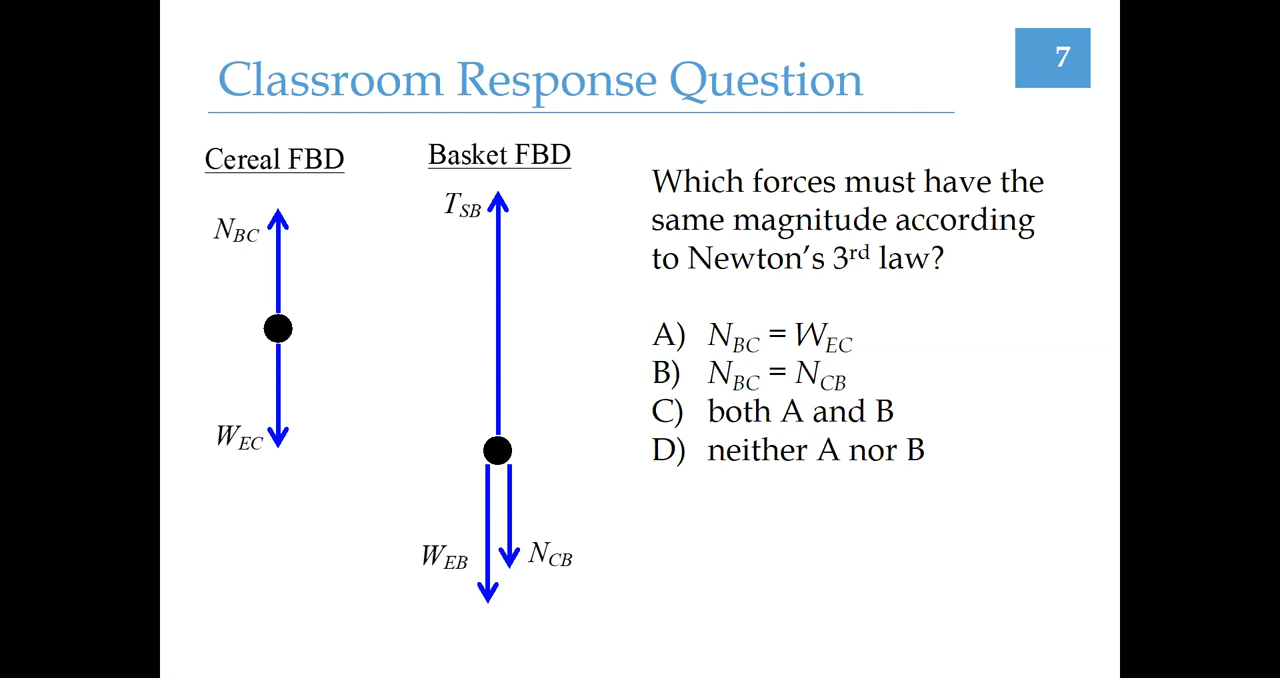 7
Classroom Response Question
Cereal FBD
N_BC
W_EC
Basket FBD
T_SB
W_EB
N_CB
Which forces must have the
same magnitude according
to Newton's 3rd law?
A) N_BC = W_EC
B) N_BC = N_CB
C) both A and B
D) neither A nor B